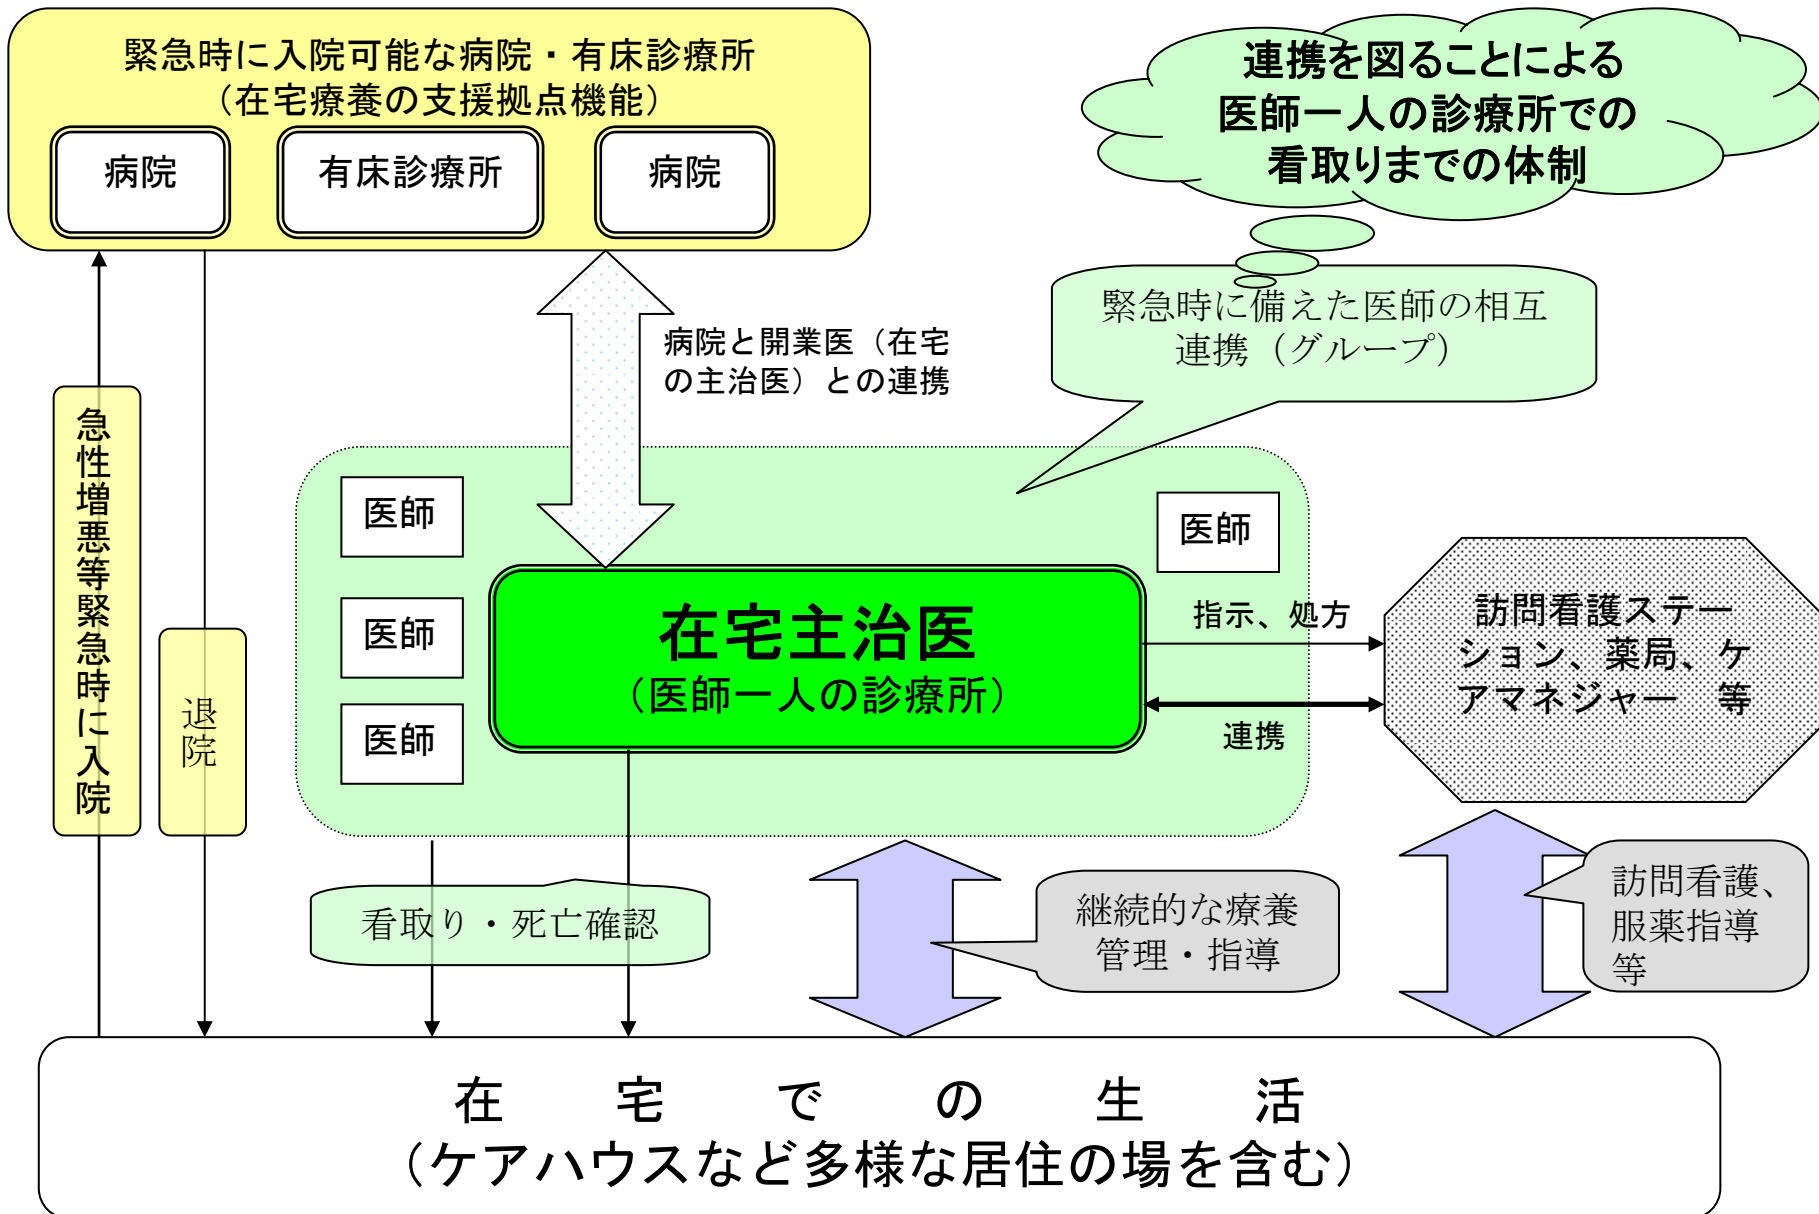 緊急時に入院可能な病院・有床診療所
（在宅療養の支援拠点機能）
病院
有床診療所
病院
連携を図ることによる
医師一人の診療所での
看取りまでの体制
緊急時に備えた医師の相互
連携（グループ）
病院と開業医（在宅
の主治医）との連携
急性増悪等緊急時に入院
退院
医師
医師
医師
医師
在宅主治医
（医師一人の診療所）
指示、処方
連携
訪問看護ステー
ション、薬局、ケ
アマネジャー　等
看取り・死亡確認
継続的な療養
管理・指導
訪問看護、
服薬指導
等
在　宅　で　の　生　活
（ケアハウスなど多様な居住の場を含む）